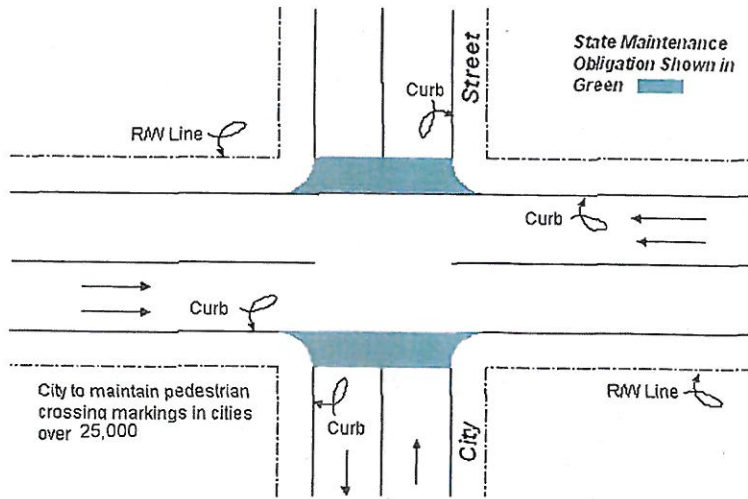 State Maintenance
Obligation Shown in
Green
Street
Curb
R/W Line
Curb
Curb
City to maintain pedestrian
crossing markings in cities
over 25,000
R/W Line
Curb
City